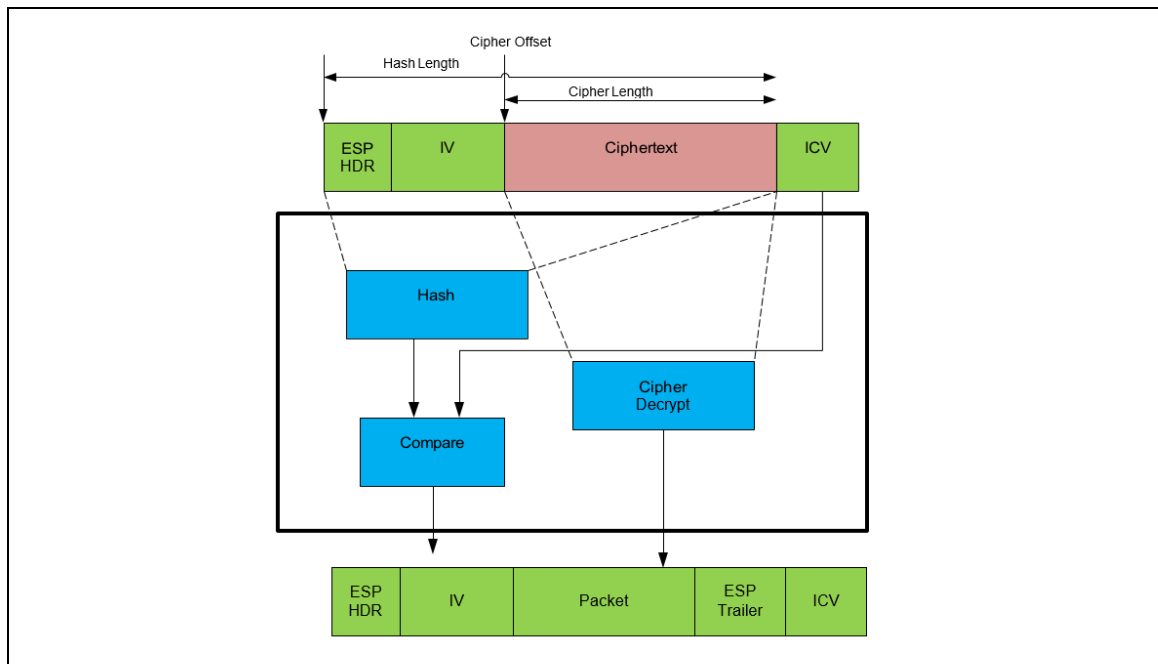 Cipher Offset
Hash Length
Cipher Length
ESP
HDR
IV
Ciphertext
ICV
Hash
Cipher
Decrypt
Compare
ESP
HDR
IV
Packet
ESP
Trailer
ICV